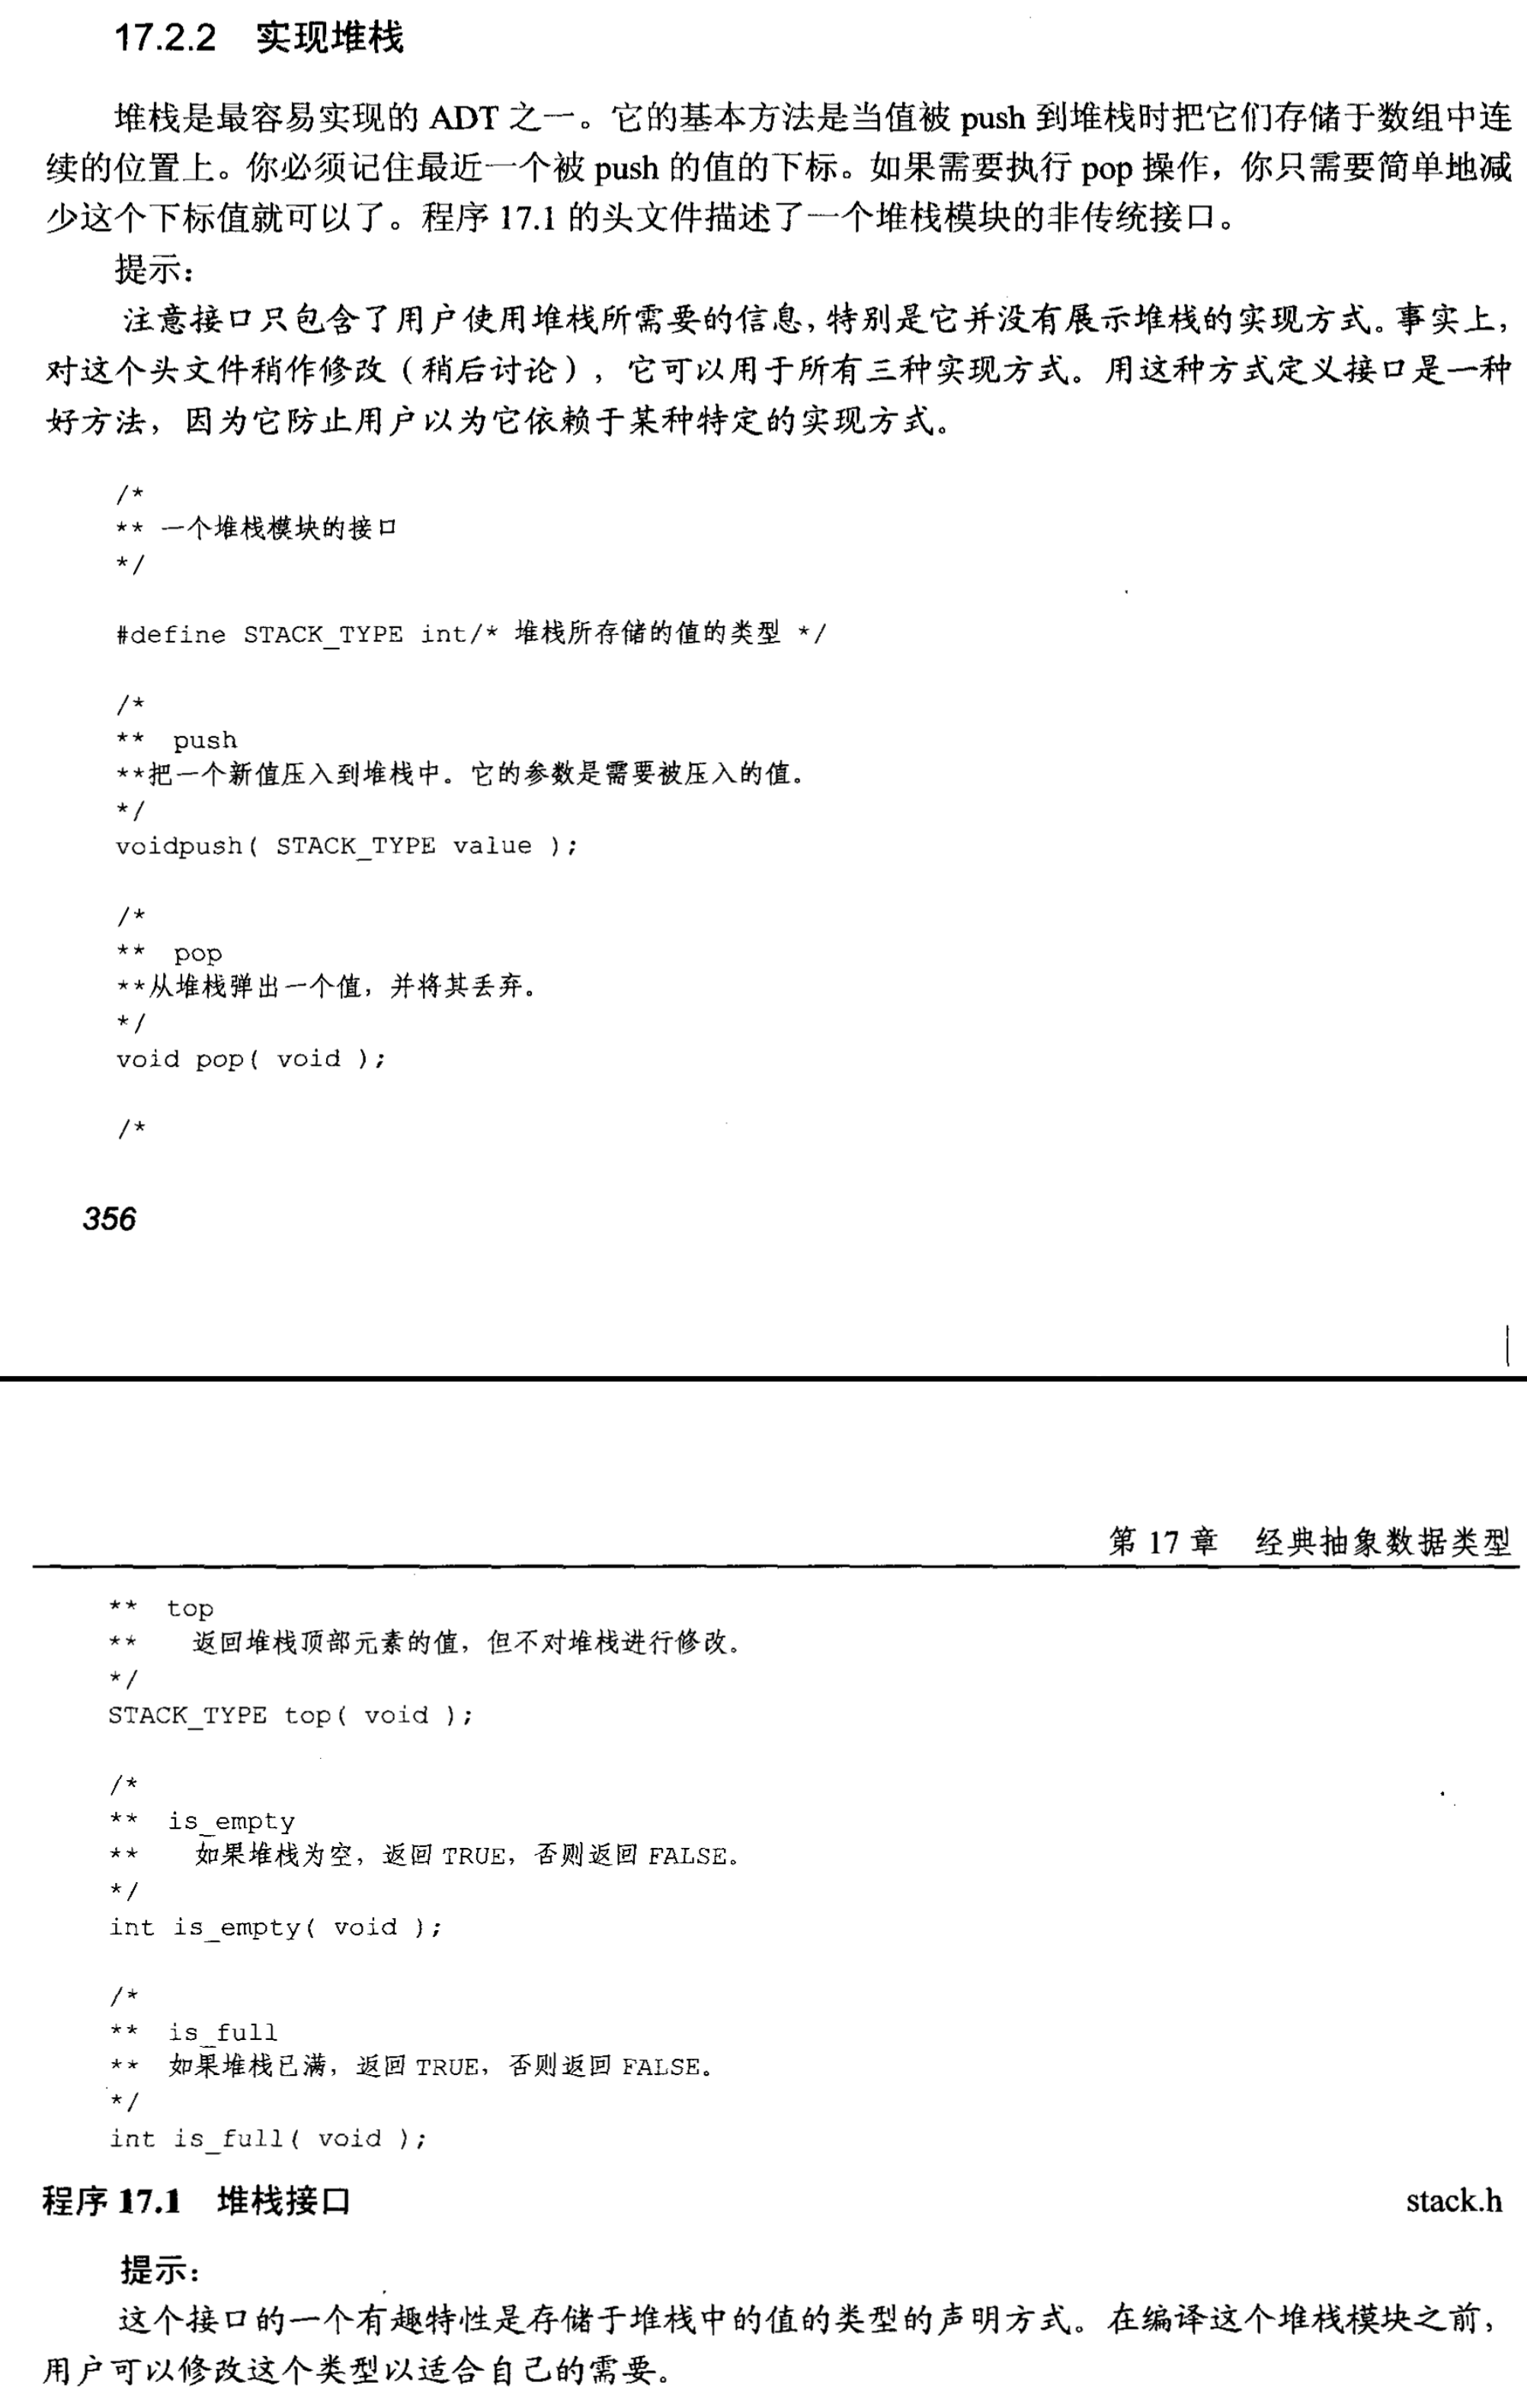 17.2.2 实现堆栈
堆栈是最容易实现的 ADT 之一。它的基本方法是当值被 push 到堆栈时把它们存储于数组中连
续的位置上。你必须记住最近一个被 push 的值的下标。如果需要执行 pop 操作，你只需要简单地减
少这个下标值就可以了。程序 17.1 的头文件描述了一个堆栈模块的非传统接口。
提示：
注意接口只包含了用户使用堆栈所需要的信息，特别是它并没有展示堆栈的实现方式。事实上，
对这个头文件稍作修改（稍后讨论），它可以用于所有三种实现方式。用这种方式定义接口是一种
好方法，因为它防止用户以为它依赖于某种特定的实现方式。
/*
** 一个堆栈模块的接口
*/
#define STACK_TYPE int/* 堆栈所存储的值的类型 */
/*
** push
**把一个新值压入到堆栈中。它的参数是需要被压入的值。
*/
voidpush( STACK_TYPE value );
/*
** pop
**从堆栈弹出一个值，并将其丢弃。
*/
void pop( void );
/*
356
第 17 章 经典抽象数据类型
** top
** 返回堆栈顶部元素的值，但不对堆栈进行修改。
*/
STACK_TYPE top( void );
/*
** is_empty
** 如果堆栈为空，返回 TRUE，否则返回 FALSE。
*/
int is_empty( void );
/*
** is_full
** 如果堆栈已满，返回 TRUE，否则返回 FALSE。
*/
int is_full( void );
程序 17.1 堆栈接口 stack.h
提示：
这个接口的一个有趣特性是存储于堆栈中的值的类型的声明方式。在编译这个堆栈模块之前，
用户可以修改这个类型以适合自己的需要。